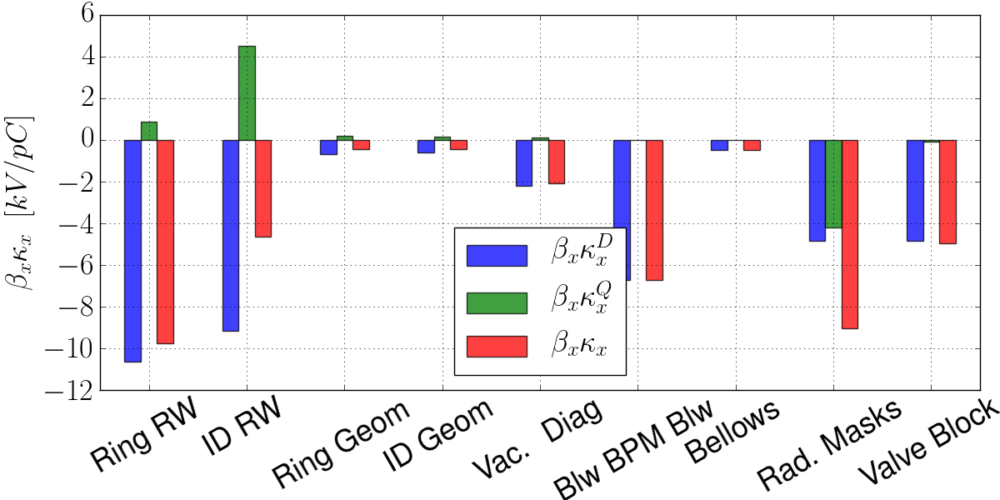 6
4
2
0
−2
−4
−6
−8
−10
−12
βₓκₓ [kV/pC]
βₓκₓᴰ
βₓκₓQ
βₓκₓ
Ring RW
ID RW
Ring Geom
ID Geom
Vac. Diag
Blw BPM Blw
Bellows
Rad. Masks
Valve Block